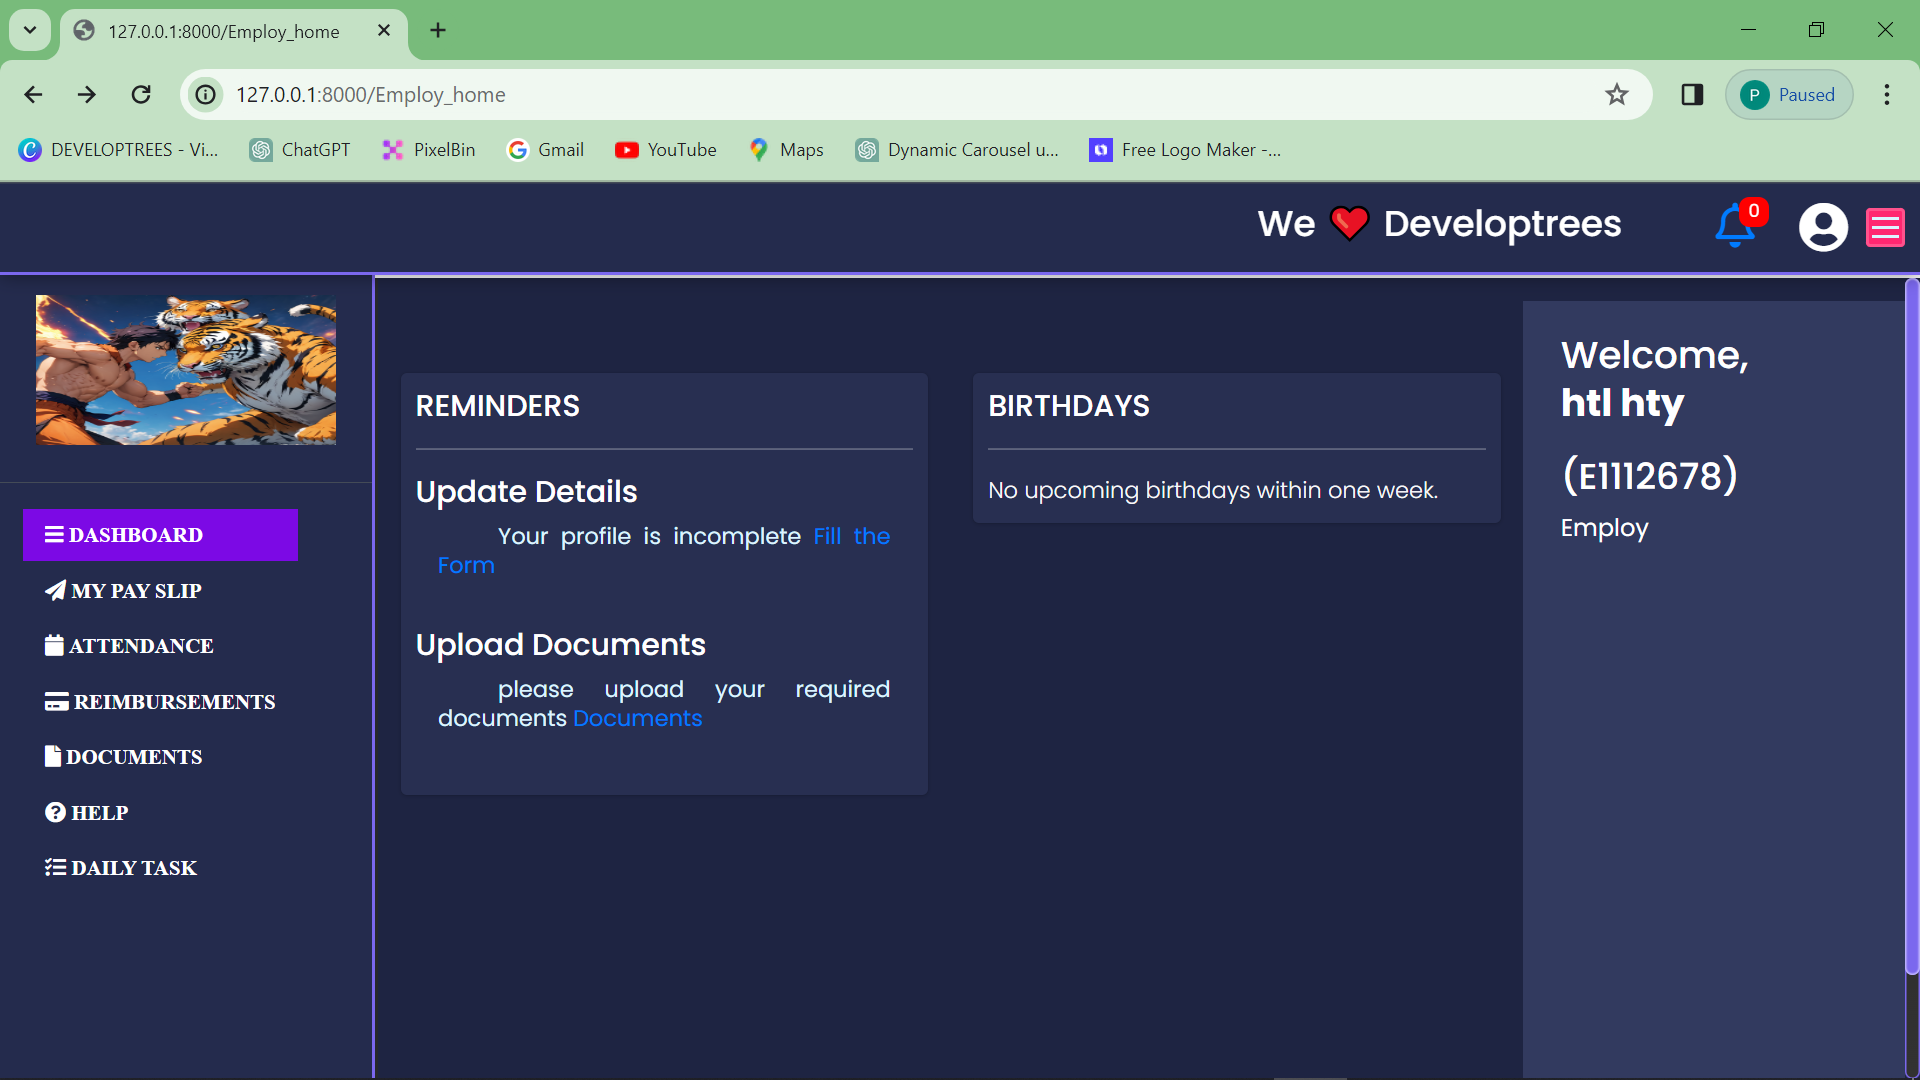 127.0.0.1:8000/Employ_home
127.0.0.1:8000/Employ_home
P Paused
DEVELOPTREES - Vi... ChatGPT PixelBin Gmail YouTube Maps Dynamic Carousel u... Free Logo Maker -...
We ❤ Developtrees
0
DASHBOARD
MY PAY SLIP
ATTENDANCE
REIMBURSEMENTS
DOCUMENTS
HELP
DAILY TASK
REMINDERS
Update Details
Your profile is incomplete Fill the
Form
Upload Documents
please upload your required
documents Documents
BIRTHDAYS
No upcoming birthdays within one week.
Welcome,
htl hty
(E1112678)
Employ